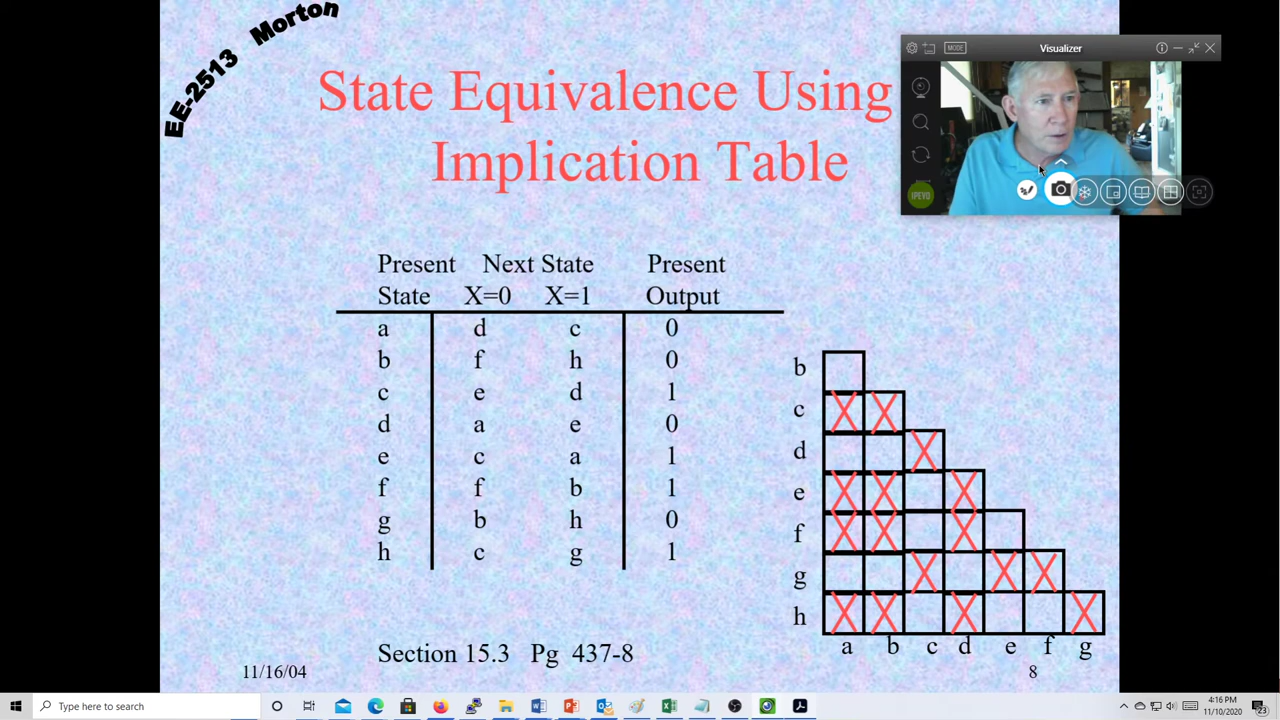 EE-2513 Morton
State Equivalence Using
Implication Table
Visualizer
MODE
IPEVO
Present Next State Present
State X=0 X=1 Output
a d c 0
b f h 0
c e d 1
d a e 0
e c a 1
f f b 1
g b h 0
h c g 1
b
c
d
e
f
g
h
a b c d e f g
Section 15.3 Pg 437-8
11/16/04
8
Type here to search
4:16 PM
11/10/2020
23